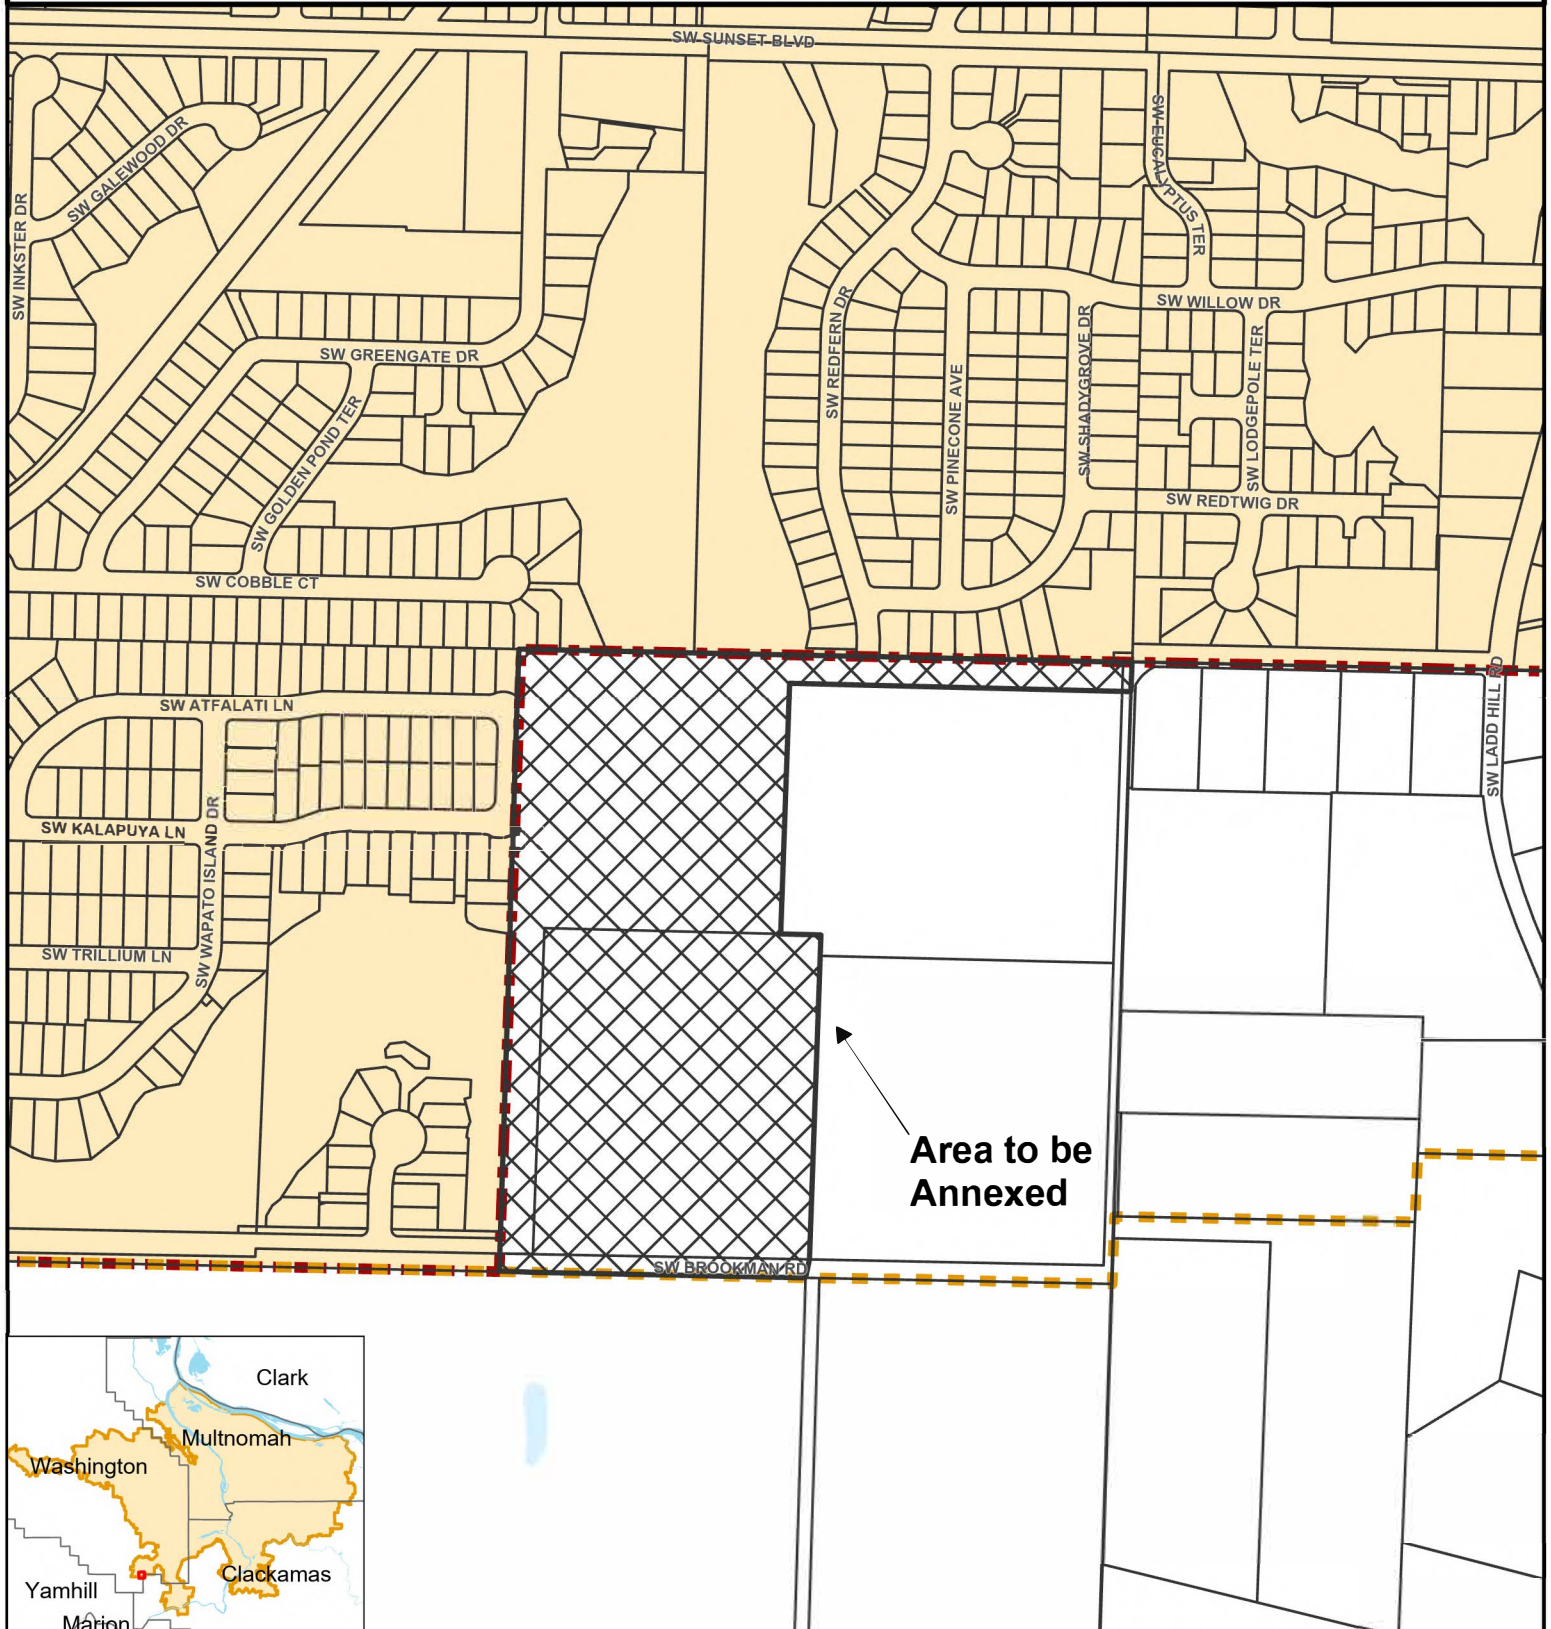 SW SUNSET BLVD
SW GALEWOOD DR
SW INKSTER DR
SW EUCALYPTUS TER
SW REDFERN DR
SW WILLOW DR
SW GREENGATE DR
SW PINECONE AVE
SW SHADYGROVE DR
SW LODGEPOLE TER
SW GOLDEN POND TER
SW REDTWIG DR
SW COBBLE CT
SW ATFALATI LN
SW LADD HILL RD
SW KALAPUYA LN
SW WAPATO ISLAND DR
SW TRILLIUM LN
Area to be
Annexed
SW BROOKMAN RD
Clark
Multnomah
Washington
Clackamas
Yamhill
Marion